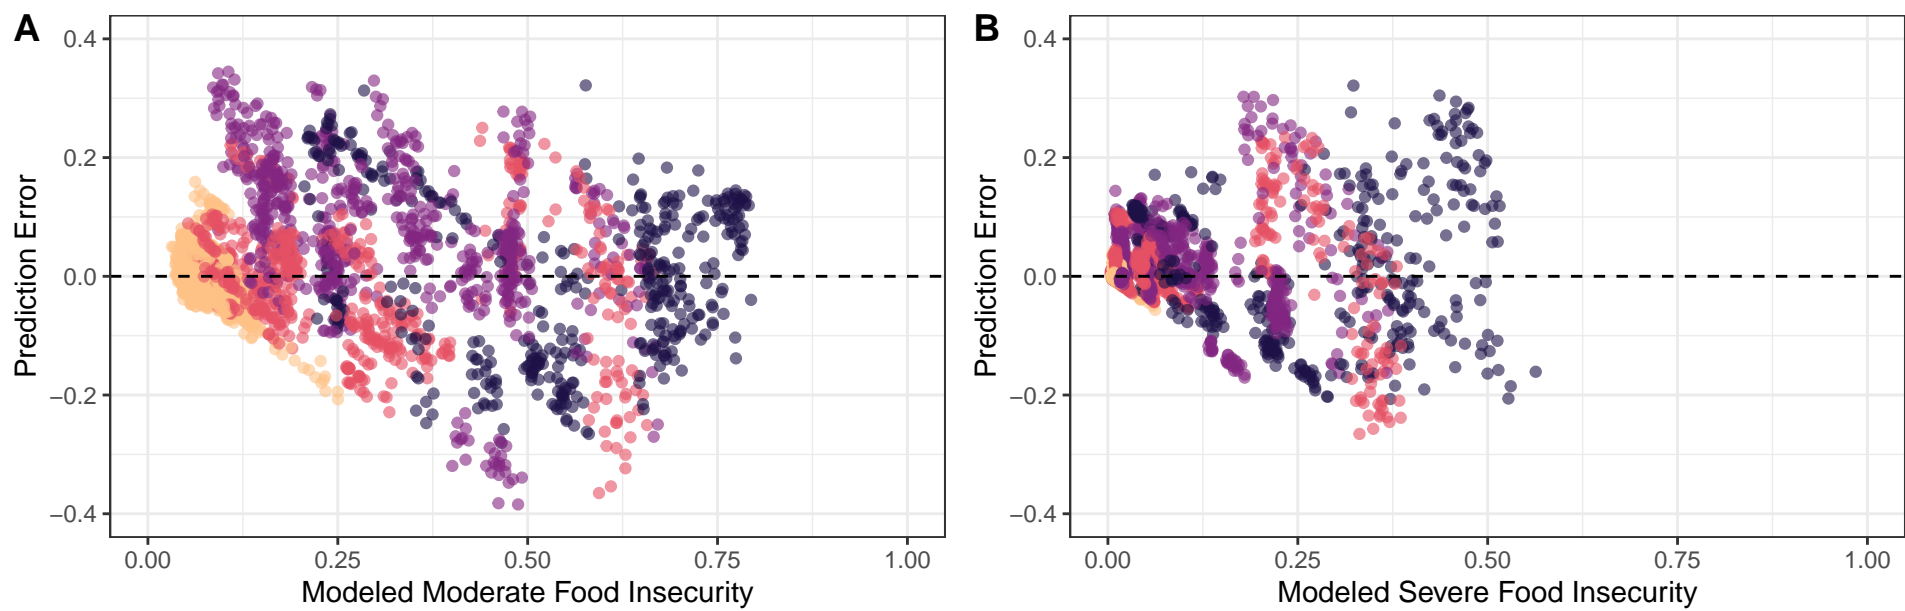 A
Prediction Error
0.4
0.2
0.0
−0.2
−0.4
0.00 0.25 0.50 0.75 1.00
Modeled Moderate Food Insecurity
B
Prediction Error
0.4
0.2
0.0
−0.2
−0.4
0.00 0.25 0.50 0.75 1.00
Modeled Severe Food Insecurity